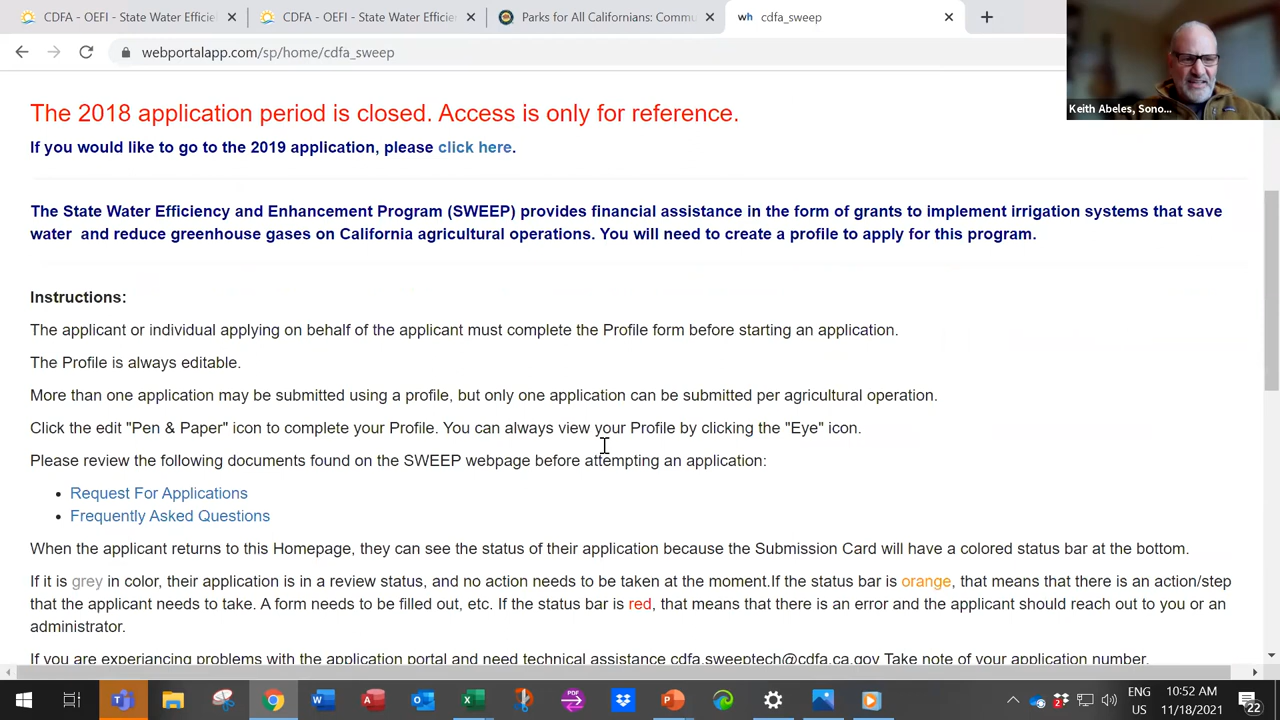 CDFA - OEFI - State Water Efficie
CDFA - OEFI - State Water Efficien
Parks for All Californians: Commu
wh cdfa_sweep
webportalapp.com/sp/home/cdfa_sweep
Keith Abeles, Sono...
The 2018 application period is closed. Access is only for reference.
If you would like to go to the 2019 application, please click here.
The State Water Efficiency and Enhancement Program (SWEEP) provides financial assistance in the form of grants to implement irrigation systems that save
water and reduce greenhouse gases on California agricultural operations. You will need to create a profile to apply for this program.
Instructions:
The applicant or individual applying on behalf of the applicant must complete the Profile form before starting an application.
The Profile is always editable.
More than one application may be submitted using a profile, but only one application can be submitted per agricultural operation.
Click the edit "Pen & Paper" icon to complete your Profile. You can always view your Profile by clicking the "Eye" icon.
Please review the following documents found on the SWEEP webpage before attempting an application:
• Request For Applications
• Frequently Asked Questions
When the applicant returns to this Homepage, they can see the status of their application because the Submission Card will have a colored status bar at the bottom.
If it is grey in color, their application is in a review status, and no action needs to be taken at the moment.If the status bar is orange, that means that there is an action/step
that the applicant needs to take. A form needs to be filled out, etc. If the status bar is red, that means that there is an error and the applicant should reach out to you or an
administrator.
If you are experiancing problems with the application portal and need technical assistance cdfa.sweeptech@cdfa.ca.gov Take note of your application number.
PDF
2
ENG
US
10:52 AM
11/18/2021
22